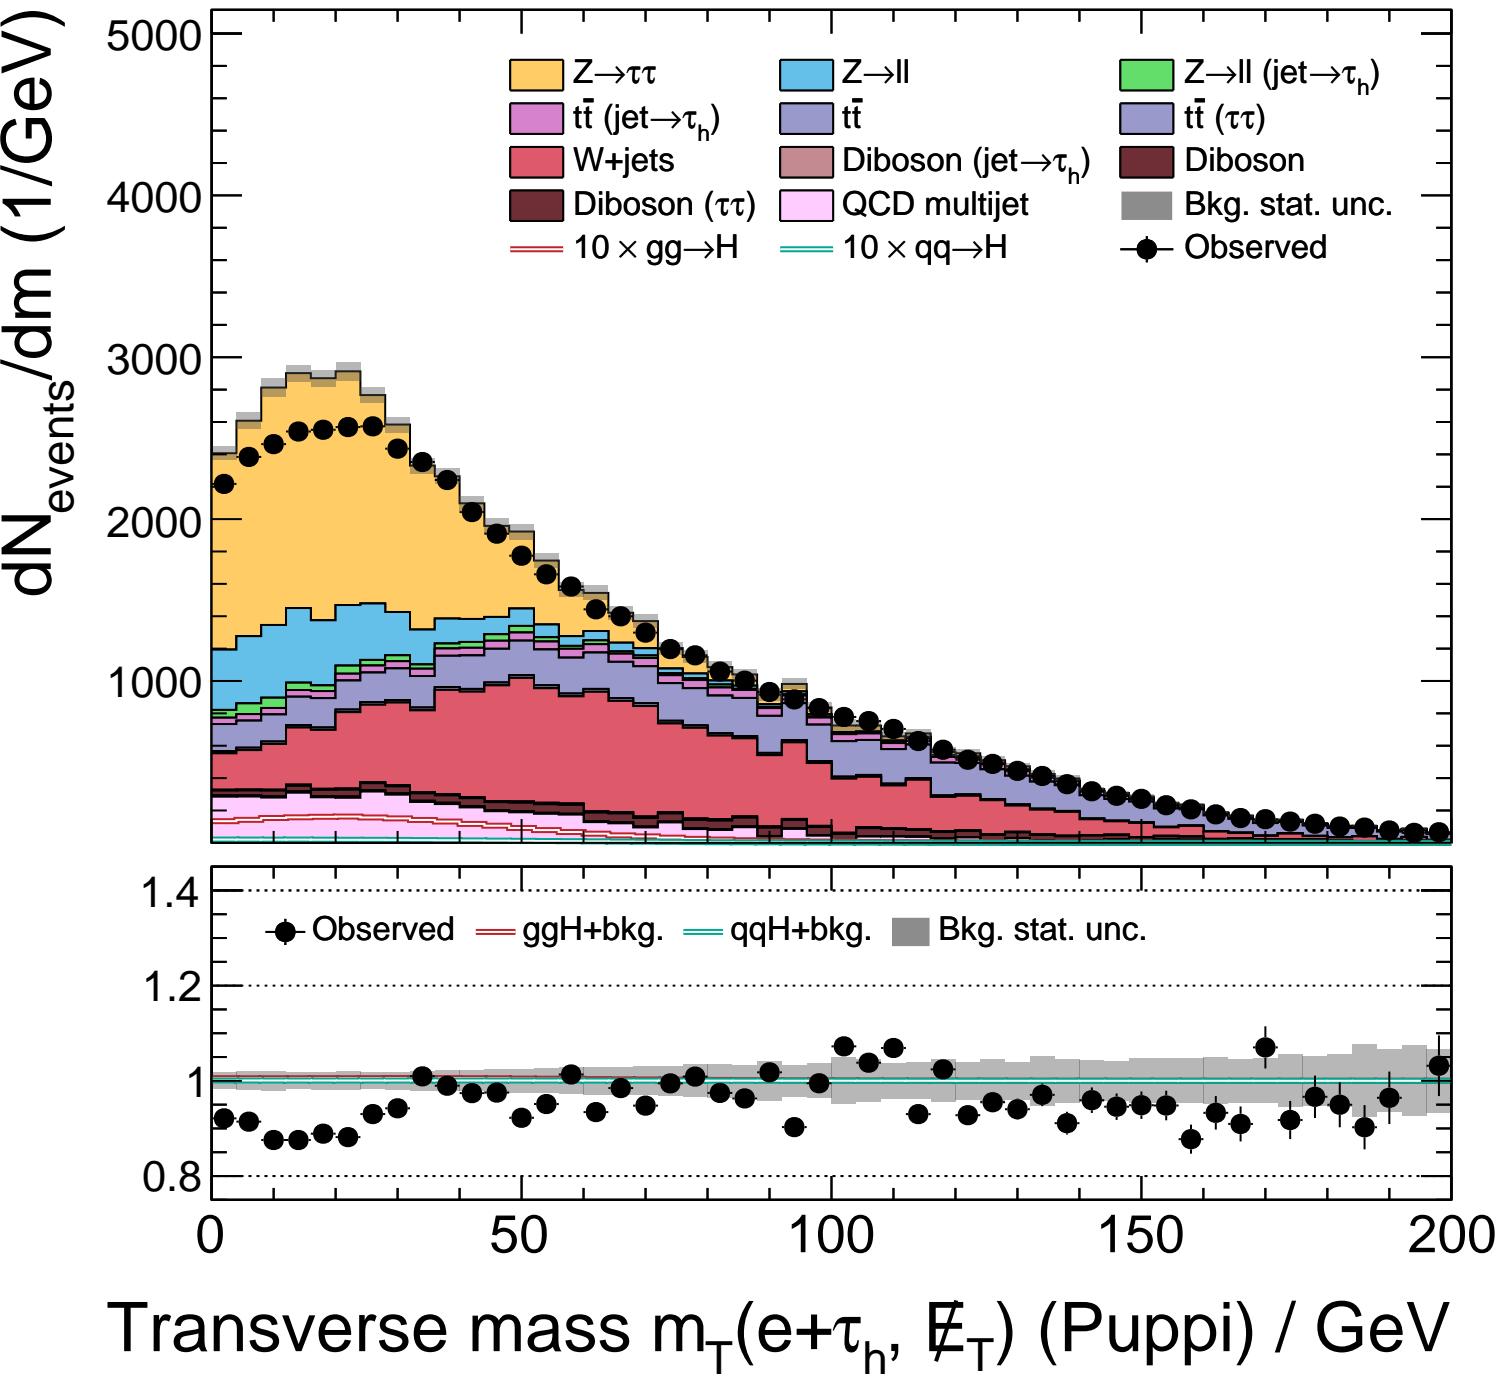 dN_events/dm (1/GeV)
5000
4000
3000
2000
1000
Z→ττ Z→ll Z→ll (jet→τ_h)
tt̄ (jet→τ_h) tt̄ tt̄ (ττ)
W+jets Diboson (jet→τ_h) Diboson
Diboson (ττ) QCD multijet Bkg. stat. unc.
10 × gg→H 10 × qq→H Observed
1.4
1.2
1
0.8
Observed ggH+bkg. qqH+bkg. Bkg. stat. unc.
0 50 100 150 200
Transverse mass m_T(e+τ_h, E̸_T) (Puppi) / GeV